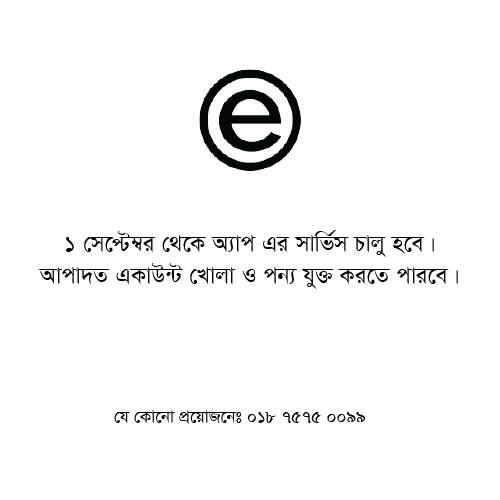 e
১ সেপ্টেম্বর থেকে অ্যাপ এর সার্ভিস চালু হবে।
আপাদত একাউন্ট খোলা ও পন্য যুক্ত করতে পারবে।
যে কোনো প্রয়োজনেঃ ০১৮ ৭৫৭৫ ০০৯৯